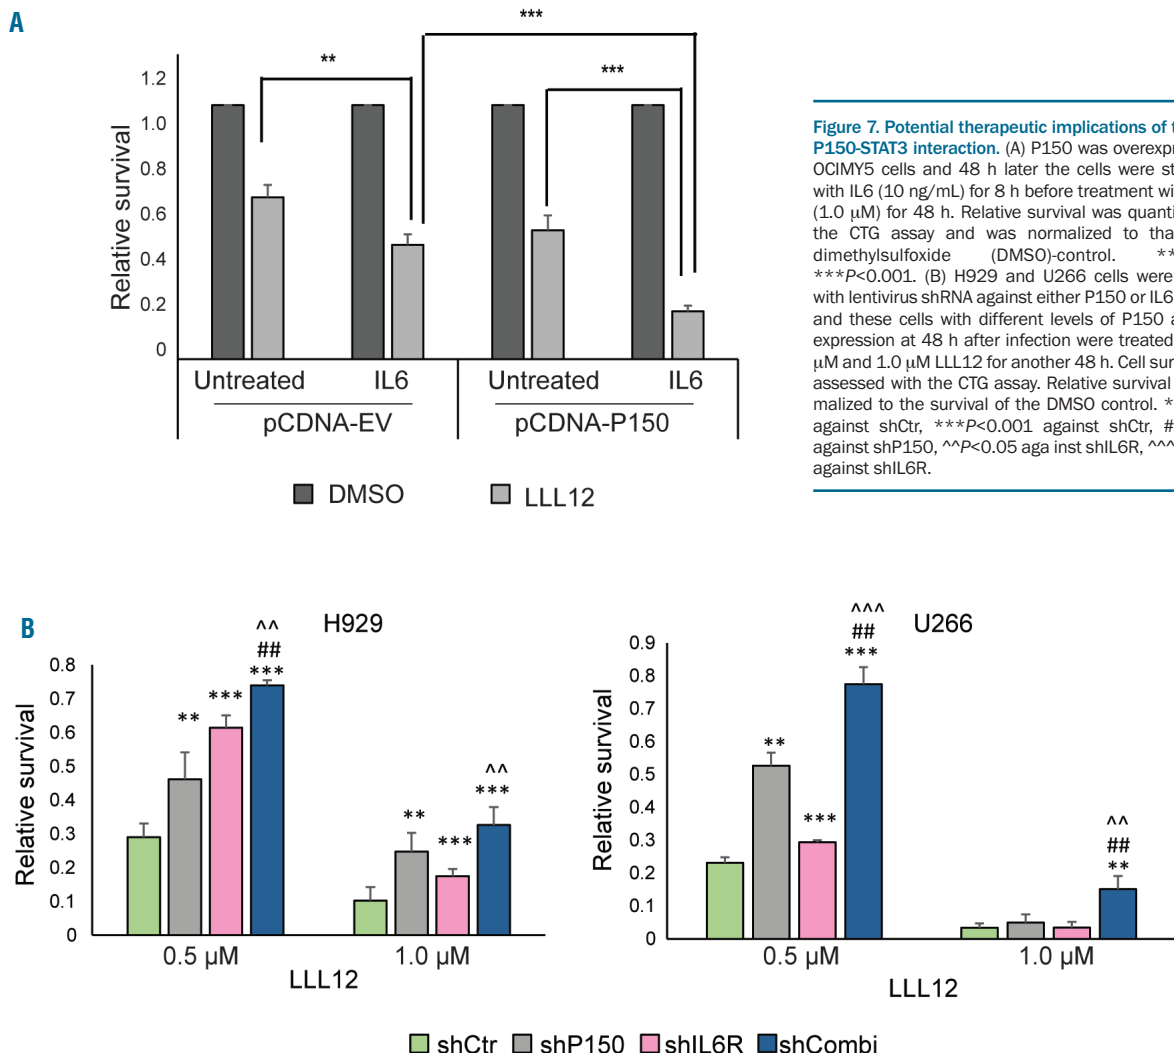 A
***
**
***
1.2
1.0
0.8
0.6
0.4
0.2
0
Relative survival
Untreated IL6 Untreated IL6
pCDNA-EV pCDNA-P150
DMSO LLL12
Figure 7. Potential therapeutic implications of
P150-STAT3 interaction. (A) P150 was
OCIMY5 cells and 48 h later the cells were
with IL6 (10 ng/mL) for 8 h before treatment
(1.0 μM) for 48 h. Relative survival was
the CTG assay and was normalized to
dimethylsulfoxide (DMSO)-control. **
***P<0.001. (B) H929 and U266 cells were
with lentivirus shRNA against either P150 or IL6
and these cells with different levels of P150
expression at 48 h after infection were treated
μM and 1.0 μM LLL12 for another 48 h. Cell
assessed with the CTG assay. Relative survival
malized to the survival of the DMSO control. *
against shCtr, ***P<0.001 against shCtr, #
against shP150, ^^P<0.05 aga inst shIL6R, ^^^
against shIL6R.
B
H929
^^
##
***
***
**
^^
***
**
***
0.8
0.7
0.6
0.5
0.4
0.3
0.2
0.1
0
Relative survival
0.5 μM 1.0 μM
LLL12
U266
^^^
##
***
**
***
^^
##
**
0.9
0.8
0.7
0.6
0.5
0.4
0.3
0.2
0.1
0
Relative survival
0.5 μM 1.0 μM
LLL12
shCtr shP150 shIL6R shCombi